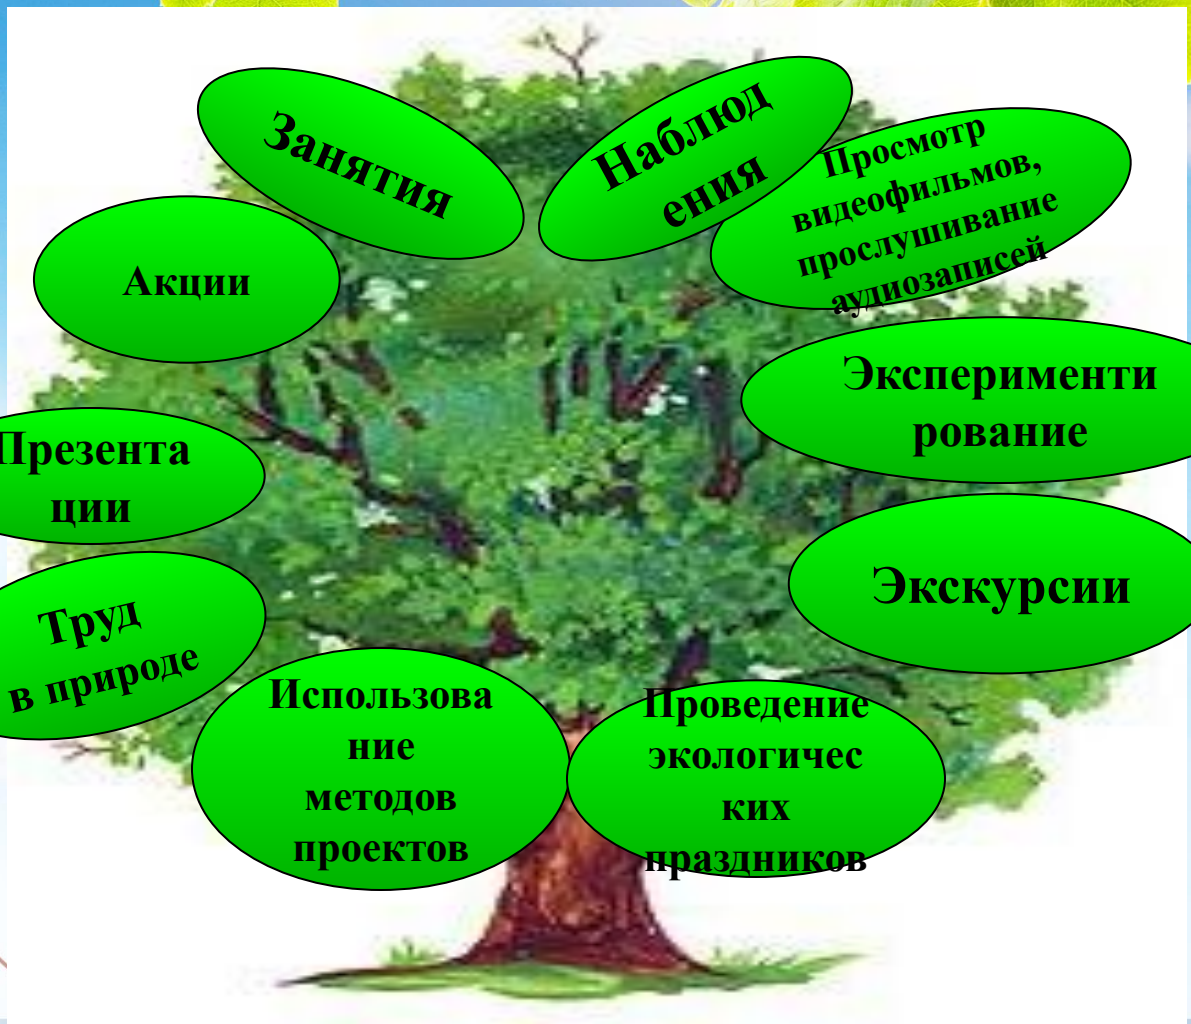 Занятия
Наблюд
ения
Просмотр
видеофильмов,
прослушивание
аудиозаписей
Акции
Эксперименти
рование
Презента
ции
Экскурсии
Труд
в природе
Использова
ние
методов
проектов
Проведение
экологичес
ких
праздников